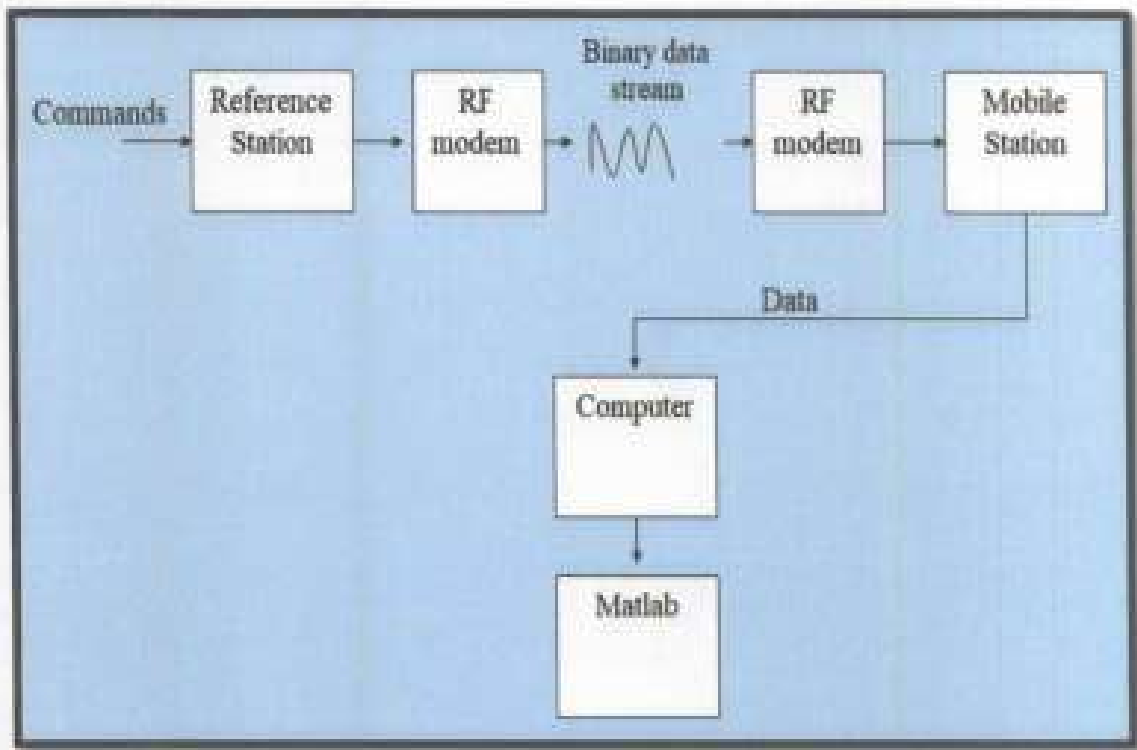 Commands
Reference
Station
RF
modem
Binary data
stream
RF
modem
Mobile
Station
Data
Computer
Matlab